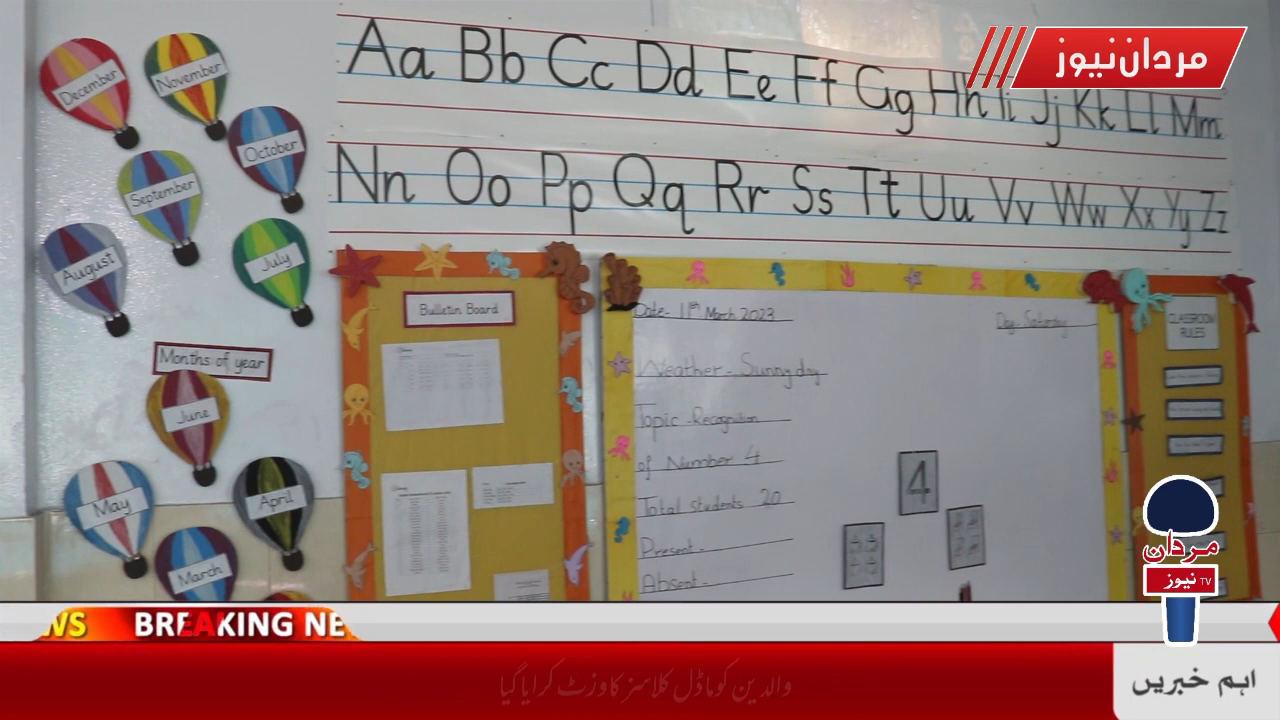 مردان نیوز
Aa Bb Cc Dd Ee Ff Gg Hh Ii Jj Kk Ll Mm
Nn Oo Pp Qq Rr Ss Tt Uu Vv Ww Xx Yy Zz
December
November
October
September
August
July
Months of year
June
May
April
March
Bulletin Board
Date- 11th March 2023
Day- Saturday
Weather - Sunny day
Topic - Recognition
of Number 4
Total students 20
Present -
Absent -
4
CLASSROOM
RULES
مردان
نیوز TV
WS BREAKING NE
والدین کو ماڈل کلاسز کا وزٹ کرایا گیا
اہم خبریں